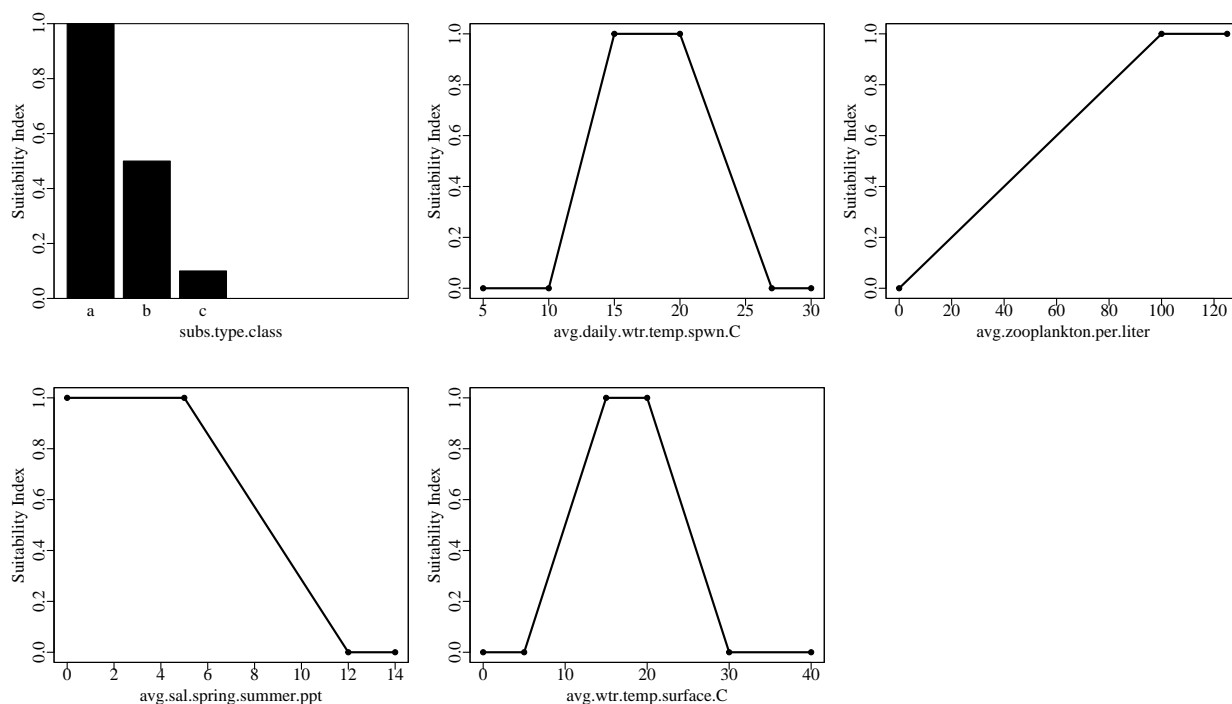 Suitability Index
0.0 0.2 0.4 0.6 0.8 1.0
a b c
subs.type.class
Suitability Index
0.0 0.2 0.4 0.6 0.8 1.0
5 10 15 20 25 30
avg.daily.wtr.temp.spwn.C
Suitability Index
0.0 0.2 0.4 0.6 0.8 1.0
0 20 40 60 80 100 120
avg.zooplankton.per.liter
Suitability Index
0.0 0.2 0.4 0.6 0.8 1.0
0 2 4 6 8 10 12 14
avg.sal.spring.summer.ppt
Suitability Index
0.0 0.2 0.4 0.6 0.8 1.0
0 10 20 30 40
avg.wtr.temp.surface.C